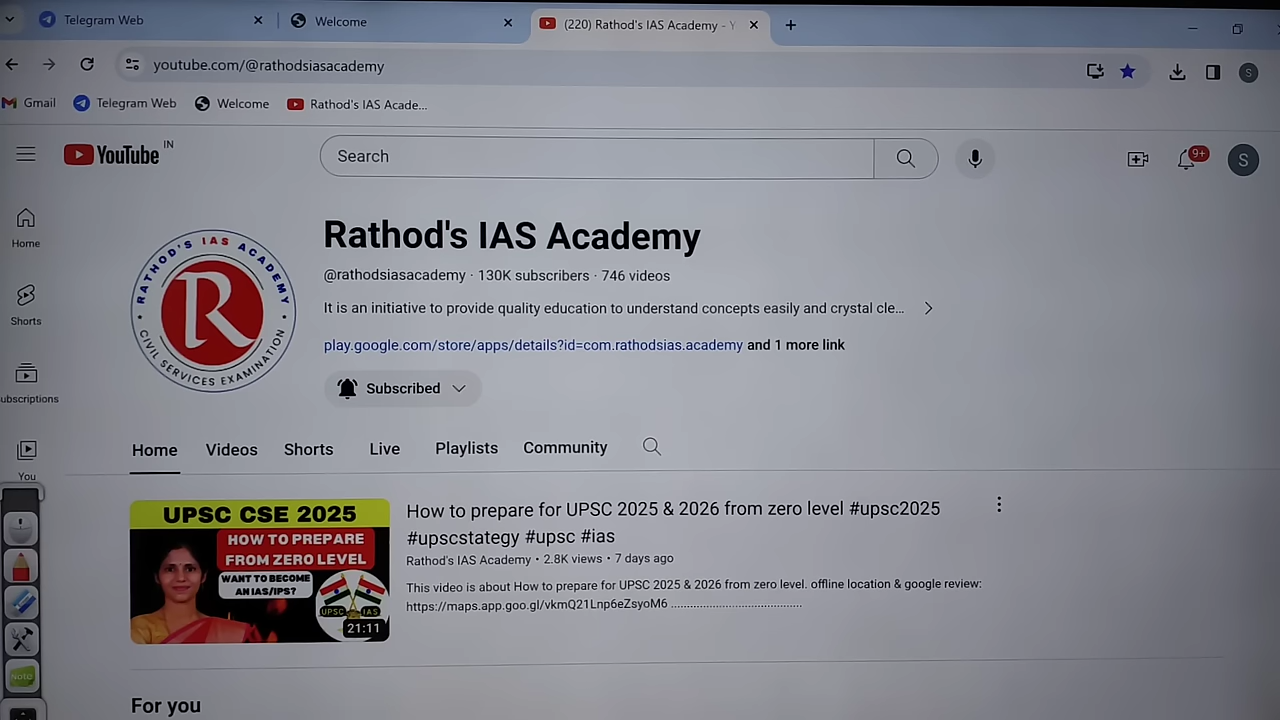 Telegram Web
Welcome
(220) Rathod's IAS Academy - Y
youtube.com/@rathodsiasacademy
S
Gmail
Telegram Web
Welcome
Rathod's IAS Acade...
YouTube IN
Search
9+
S
Home
Shorts
ubscriptions
You
RATHOD'S IAS ACADEMY
R
CIVIL SERVICES EXAMINATION
Rathod's IAS Academy
@rathodsiasacademy · 130K subscribers · 746 videos
It is an initiative to provide quality education to understand concepts easily and crystal cle...
play.google.com/store/apps/details?id=com.rathodsias.academy and 1 more link
Subscribed
Home Videos Shorts Live Playlists Community
UPSC CSE 2025
HOW TO PREPARE
FROM ZERO LEVEL
WANT TO BECOME
AN IAS/IPS?
UPSC IAS
21:11
How to prepare for UPSC 2025 & 2026 from zero level #upsc2025
#upscstategy #upsc #ias
Rathod's IAS Academy • 2.8K views • 7 days ago
This video is about How to prepare for UPSC 2025 & 2026 from zero level. offline location & google review:
https://maps.app.goo.gl/vkmQ21Lnp6eZsyoM6 ........................................
NOTE
For you